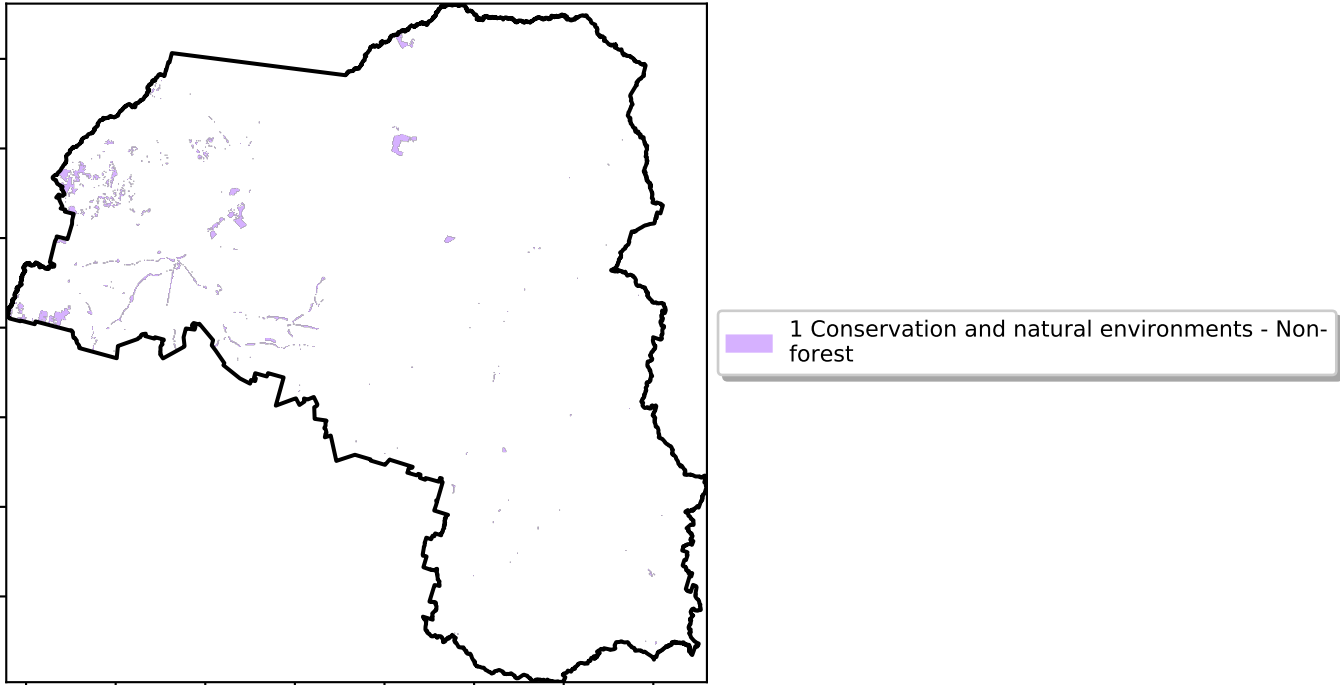 1 Conservation and natural environments - Non-
forest